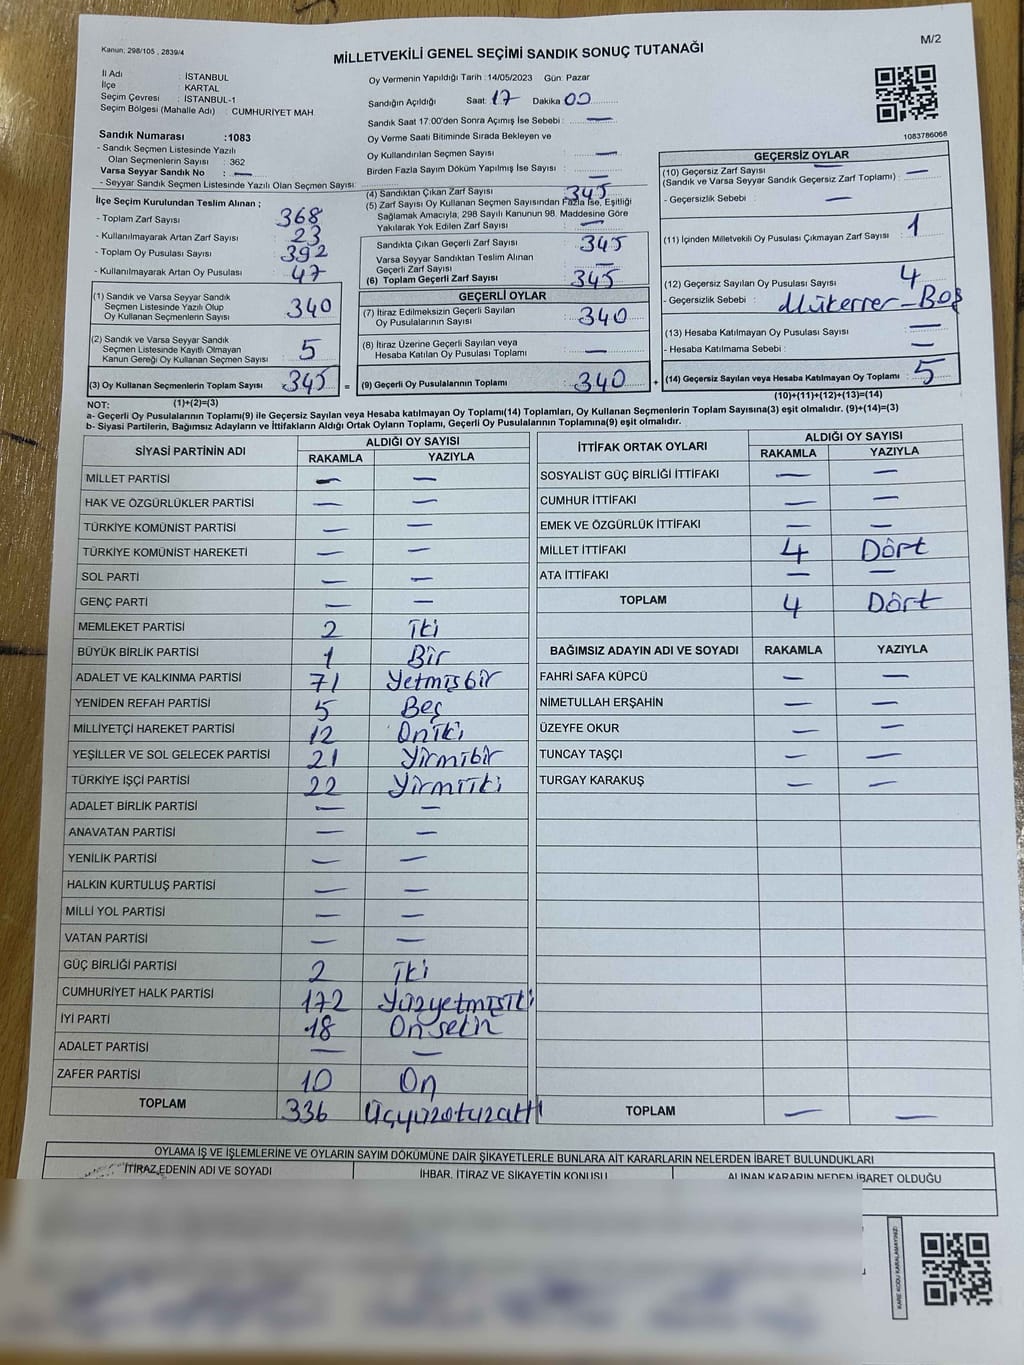 Kanun: 298/105 , 2839/4
M/2
MİLLETVEKİLİ GENEL SEÇİMİ SANDIK SONUÇ TUTANAĞI
İl Adı : İSTANBUL
İlçe : KARTAL
Seçim Çevresi : İSTANBUL-1
Seçim Bölgesi (Mahalle Adı) : CUMHURİYET MAH
Oy Vermenin Yapıldığı Tarih :14/05/2023 Gün: Pazar
Sandığın Açıldığı Saat: 17 Dakika 00
Sandık Saat 17:00'den Sonra Açımış İse Sebebi : —
Oy Verme Saati Bitiminde Sırada Bekleyen ve
Oy Kullandırılan Seçmen Sayısı : —
Birden Fazla Sayım Döküm Yapılmış İse Sayısı : —
1083786068
Sandık Numarası :1083
- Sandık Seçmen Listesinde Yazılı
Olan Seçmenlerin Sayısı : 362
Varsa Seyyar Sandık No : —
- Seyyar Sandık Seçmen Listesinde Yazılı Olan Seçmen Sayısı:
İlçe Seçim Kurulundan Teslim Alınan ;
- Toplam Zarf Sayısı : 368
- Kullanılmayarak Artan Zarf Sayısı : 23
- Toplam Oy Pusulası Sayısı : 392
- Kullanılmayarak Artan Oy Pusulası : 47
(1) Sandık ve Varsa Seyyar Sandık
Seçmen Listesinde Yazılı Olup
Oy Kullanan Seçmenlerin Sayısı : 340
(2) Sandık ve Varsa Seyyar Sandık
Seçmen Listesinde Kayıtlı Olmayan
Kanun Gereği Oy Kullanan Seçmen Sayısı : 5
(3) Oy Kullanan Seçmenlerin Toplam Sayısı : 345 =
(1)+(2)=(3)
(4) Sandıktan Çıkan Zarf Sayısı : 345
(5) Zarf Sayısı Oy Kullanan Seçmen Sayısından Fazla İse, Eşitliği
Sağlamak Amacıyla, 298 Sayılı Kanunun 98. Maddesine Göre
Yakılarak Yok Edilen Zarf Sayısı : —
Sandıkta Çıkan Geçerli Zarf Sayısı : 345
Varsa Seyyar Sandıktan Teslim Alınan
Geçerli Zarf Sayısı : —
(6) Toplam Geçerli Zarf Sayısı : 345
GEÇERLİ OYLAR
(7) İtiraz Edilmeksizin Geçerli Sayılan
Oy Pusulalarının Sayısı : 340
(8) İtiraz Üzerine Geçerli Sayılan veya
Hesaba Katılan Oy Pusulası Toplamı : —
(9) Geçerli Oy Pusulalarının Toplamı : 340 +
GEÇERSİZ OYLAR
(10) Geçersiz Zarf Sayısı
(Sandık ve Varsa Seyyar Sandık Geçersiz Zarf Toplamı) : —
- Geçersizlik Sebebi : —
(11) İçinden Milletvekili Oy Pusulası Çıkmayan Zarf Sayısı : 1
(12) Geçersiz Sayılan Oy Pusulası Sayısı : 4
- Geçersizlik Sebebi : Mükerrer-Boş
(13) Hesaba Katılmayan Oy Pusulası Sayısı : —
- Hesaba Katılmama Sebebi : —
(14) Geçersiz Sayılan veya Hesaba Katılmayan Oy Toplamı : 5
(10)+(11)+(12)+(13)=(14)
NOT:
a- Geçerli Oy Pusulalarının Toplamı(9) ile Geçersiz Sayılan veya Hesaba katılmayan Oy Toplamı(14) Toplamları, Oy Kullanan Seçmenlerin Toplam Sayısına(3) eşit olmalıdır. (9)+(14)=(3)
b- Siyasi Partilerin, Bağımsız Adayların ve İttifakların Aldığı Ortak Oyların Toplamı, Geçerli Oy Pusulalarının Toplamına(9) eşit olmalıdır.
SİYASİ PARTİNİN ADI ALDIĞI OY SAYISI
RAKAMLA YAZIYLA
MİLLET PARTİSİ — —
HAK VE ÖZGÜRLÜKLER PARTİSİ — —
TÜRKİYE KOMÜNİST PARTİSİ — —
TÜRKİYE KOMÜNİST HAREKETİ — —
SOL PARTİ — —
GENÇ PARTİ — —
MEMLEKET PARTİSİ 2 iki
BÜYÜK BİRLİK PARTİSİ 1 Bir
ADALET VE KALKINMA PARTİSİ 71 Yetmişbir
YENİDEN REFAH PARTİSİ 5 Beş
MİLLİYETÇİ HAREKET PARTİSİ 12 Oniki
YEŞİLLER VE SOL GELECEK PARTİSİ 21 Yirmibir
TÜRKİYE İŞÇİ PARTİSİ 22 Yirmiiki
ADALET BİRLİK PARTİSİ — —
ANAVATAN PARTİSİ — —
YENİLİK PARTİSİ — —
HALKIN KURTULUŞ PARTİSİ — —
MİLLİ YOL PARTİSİ — —
VATAN PARTİSİ — —
GÜÇ BİRLİĞİ PARTİSİ 2 iki
CUMHURİYET HALK PARTİSİ 172 Yüzyetmişiki
İYİ PARTİ 18 Onsekiz
ADALET PARTİSİ — —
ZAFER PARTİSİ 10 On
TOPLAM 336 Üçyüzotuzaltı
İTTİFAK ORTAK OYLARI ALDIĞI OY SAYISI
RAKAMLA YAZIYLA
SOSYALİST GÜÇ BİRLİĞİ İTTİFAKI — —
CUMHUR İTTİFAKI — —
EMEK VE ÖZGÜRLÜK İTTİFAKI — —
MİLLET İTTİFAKI 4 Dört
ATA İTTİFAKI — —
TOPLAM 4 Dört
BAĞIMSIZ ADAYIN ADI VE SOYADI RAKAMLA YAZIYLA
FAHRİ SAFA KÜPCÜ — —
NİMETULLAH ERŞAHİN — —
ÜZEYFE OKUR — —
TUNCAY TAŞÇI — —
TURGAY KARAKUŞ — —
TOPLAM — —
OYLAMA İŞ VE İŞLEMLERİNE VE OYLARIN SAYIM DÖKÜMÜNE DAİR ŞİKAYETLERLE BUNLARA AİT KARARLARIN NELERDEN İBARET BULUNDUKLARI
İTİRAZ EDENİN ADI VE SOYADI İHBAR, İTİRAZ VE ŞİKAYETİN KONUSU ALINAN KARARIN NEDEN İBARET OLDUĞU
KARE KODU KARALAMAYINIZ!